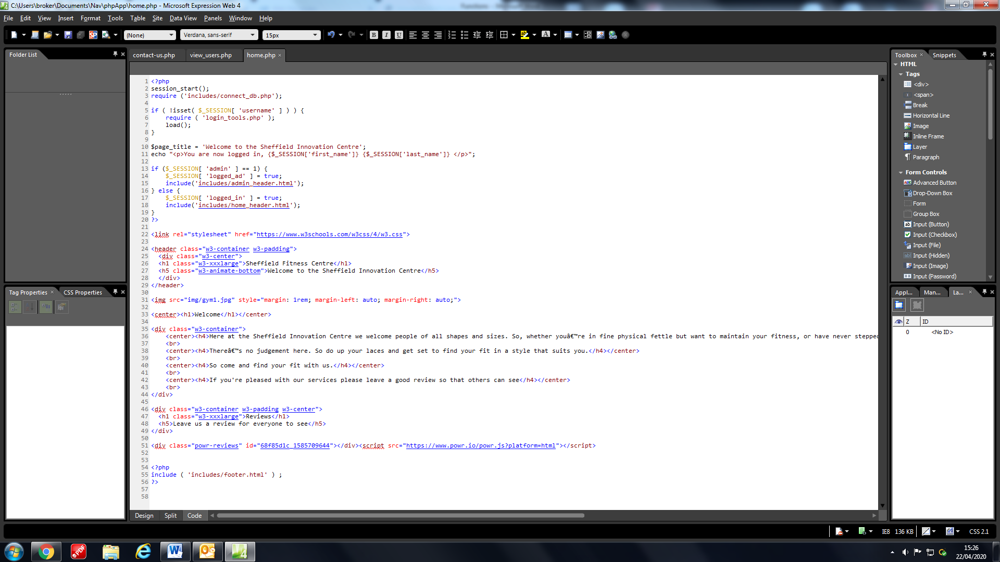 C:\Users\broker\Documents\Nav\phpApp\home.php - Microsoft Expression Web 4
File Edit View Insert Format Tools Table Site Data View Panels Window Help
(None) Verdana, sans-serif 15px
Folder List
contact-us.php view_users.php home.php
1 <?php
2 session_start();
3 require ('includes/connect_db.php');
4
5 if ( !isset( $_SESSION[ 'username' ] ) ) {
6 require ( 'login_tools.php' );
7 load();
8 }
9
10 $page_title = 'Welcome to the Sheffield Innovation Centre';
11 echo "<p>You are now logged in, {$_SESSION['first_name']} {$_SESSION['last_name']} </p>";
12
13 if ($_SESSION[ 'admin' ] == 1) {
14 $_SESSION[ 'logged_ad' ] = true;
15 include('includes/admin_header.html');
16 } else {
17 $_SESSION[ 'logged_in' ] = true;
18 include('includes/home_header.html');
19 }
20 ?>
21
22 <link rel="stylesheet" href="https://www.w3schools.com/w3css/4/w3.css">
23
24 <header class="w3-container w3-padding">
25 <div class="w3-center">
26 <h1 class="w3-xxxlarge">Sheffield Fitness Centre</h1>
27 <h5 class="w3-animate-bottom">Welcome to the Sheffield Innovation Centre</h5>
28 </div>
29 </header>
30
31 <img src="img/gym1.jpg" style="margin: 1rem; margin-left: auto; margin-right: auto;">
32
33 <center><h1>Welcome</h1></center>
34
35 <div class="w3-container">
36 <center><h4>Here at the Sheffield Innovation Centre we welcome people of all shapes and sizes. So, whether youâ€™re in fine physical fettle but want to maintain your fitness, or have never stepped
37 <br>
38 <center><h4>Thereâ€™s no judgement here. So do up your laces and get set to find your fit in a style that suits you.</h4></center>
39 <br>
40 <center><h4>So come and find your fit with us.</h4></center>
41 <br>
42 <center><h4>If you're pleased with our services please leave a good review so that others can see</h4></center>
43 <br>
44 </div>
45
46 <div class="w3-container w3-padding w3-center">
47 <h1 class="w3-xxxlarge">Reviews</h1>
48 <h5>Leave us a review for everyone to see</h5>
49 </div>
50
51 <div class="powr-reviews" id="68f85d1c_1585709644"></div><script src="https://www.powr.io/powr.js?platform=html"></script>
52
53
54 <?php
55 include ( 'includes/footer.html' ) ;
56 ?>
57
58
Design Split Code
Tag Properties CSS Properties
Toolbox Snippets
HTML
Tags
<div>
<span>
Break
Horizontal Line
Image
Inline Frame
Layer
Paragraph
Form Controls
Advanced Button
Drop-Down Box
Form
Group Box
Input (Button)
Input (Checkbox)
Input (File)
Input (Hidden)
Input (Image)
Input (Password)
Appl... Man... La...
Z ID
0 <No ID>
IE8 136 KB CSS 2.1
15:26
22/04/2020